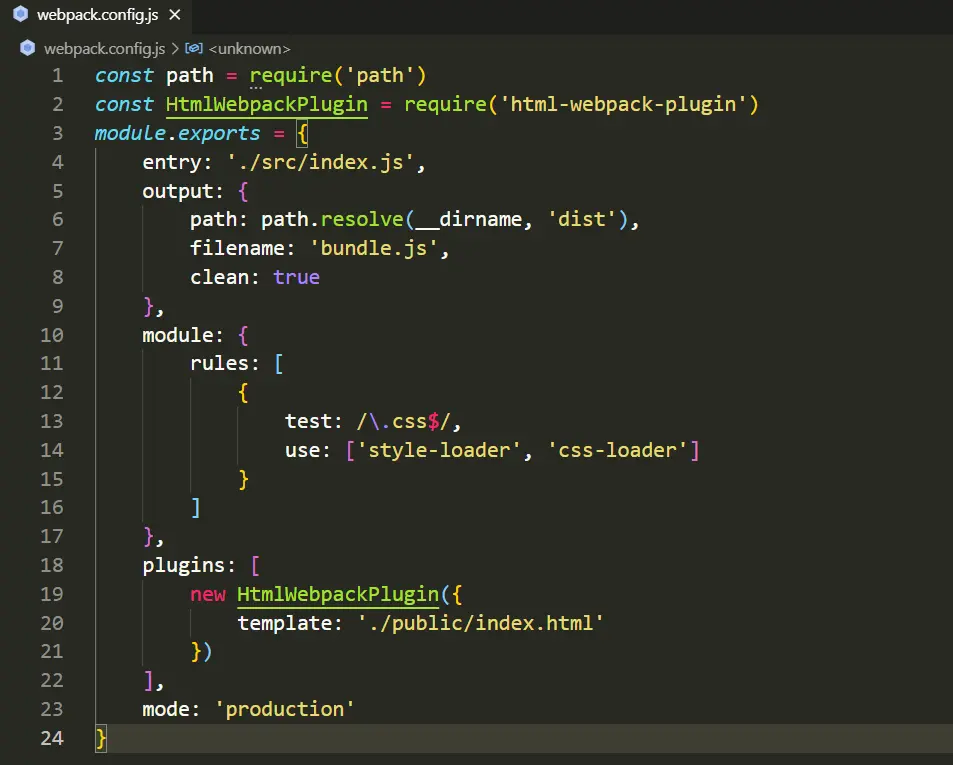 webpack.config.js ×
webpack.config.js > <unknown>
1 const path = require('path')
2 const HtmlWebpackPlugin = require('html-webpack-plugin')
3 module.exports = {
4     entry: './src/index.js',
5     output: {
6         path: path.resolve(__dirname, 'dist'),
7         filename: 'bundle.js',
8         clean: true
9     },
10     module: {
11         rules: [
12             {
13                 test: /\.css$/,
14                 use: ['style-loader', 'css-loader']
15             }
16         ]
17     },
18     plugins: [
19         new HtmlWebpackPlugin({
20             template: './public/index.html'
21         })
22     ],
23     mode: 'production'
24 }